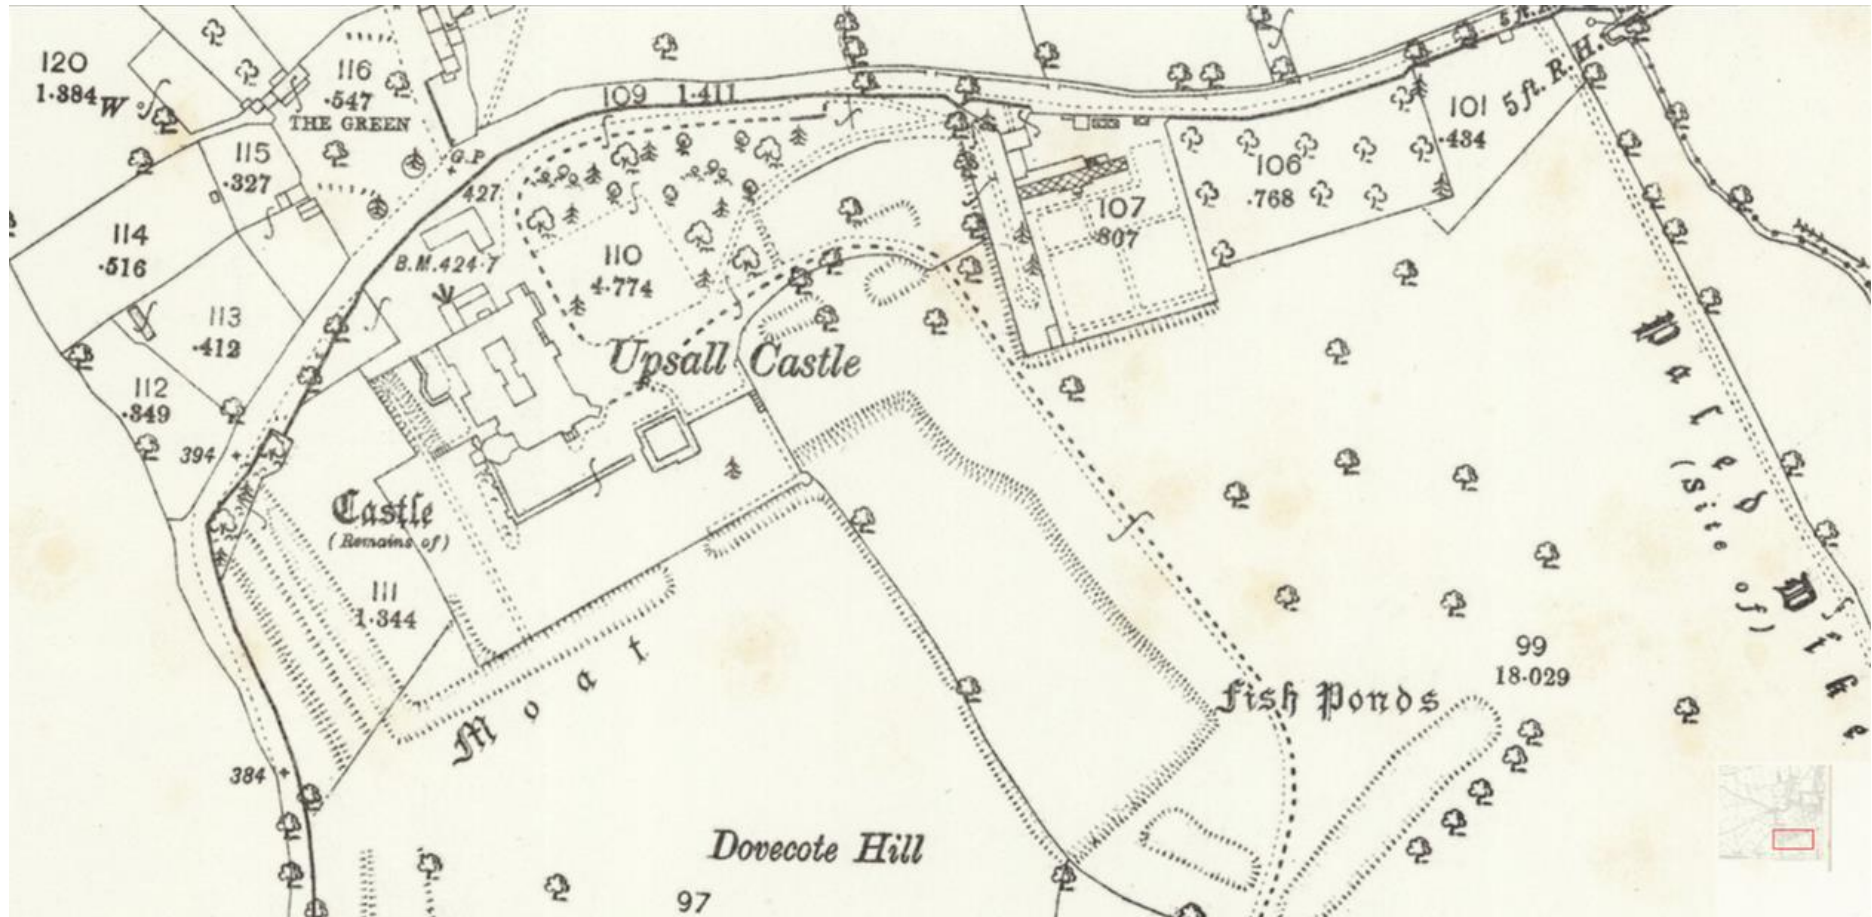 120
1·384
W
116
·547
THE GREEN
109 1·411
5 ft. R. H.
101
·434
115
·327
G.P
427
106
·768
107
·807
114
·516
B.M. 424·7
110
4·774
113
·412
Upsall Castle
112
·349
394
Castle
(Remains of)
111
1·344
Moat
Paled Dike
(Site of)
99
18·029
Fish Ponds
384
Dovecote Hill
97